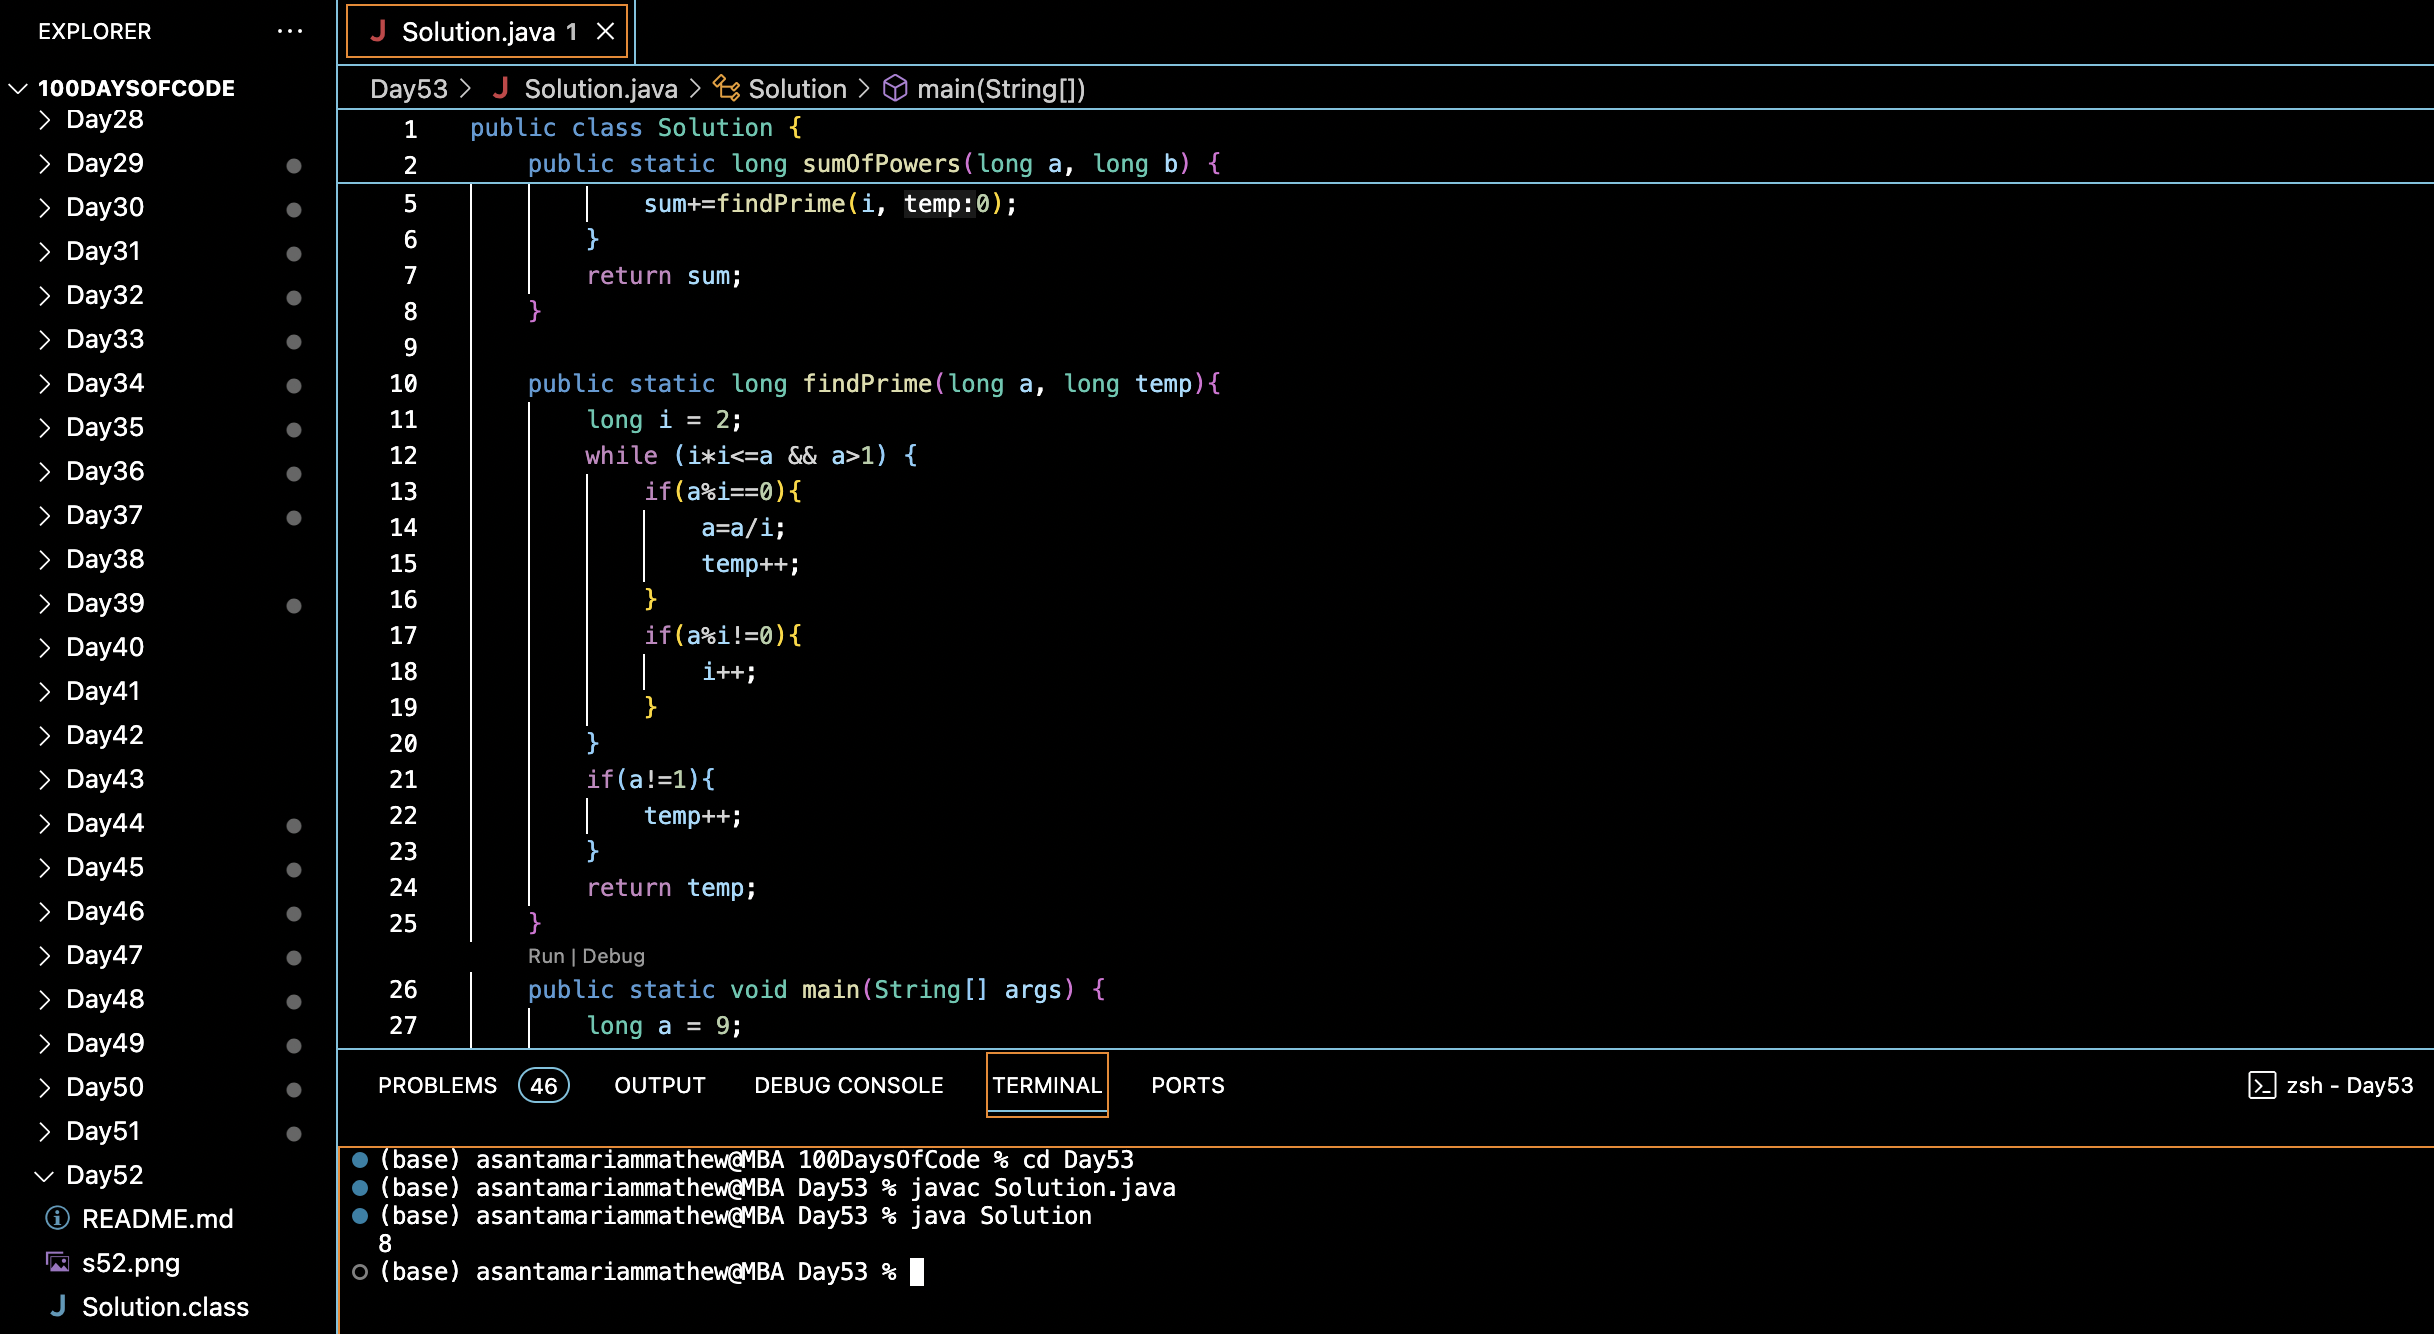 EXPLORER ...
100DAYSOFCODE
Day28
Day29
Day30
Day31
Day32
Day33
Day34
Day35
Day36
Day37
Day38
Day39
Day40
Day41
Day42
Day43
Day44
Day45
Day46
Day47
Day48
Day49
Day50
Day51
Day52
README.md
s52.png
Solution.class
J Solution.java 1 ×
Day53 > J Solution.java > Solution > main(String[])
1 public class Solution {
2     public static long sumOfPowers(long a, long b) {
5             sum+=findPrime(i, temp:0);
6         }
7         return sum;
8     }
9
10     public static long findPrime(long a, long temp){
11         long i = 2;
12         while (i*i<=a && a>1) {
13             if(a%i==0){
14                 a=a/i;
15                 temp++;
16             }
17             if(a%i!=0){
18                 i++;
19             }
20         }
21         if(a!=1){
22             temp++;
23         }
24         return temp;
25     }
Run | Debug
26     public static void main(String[] args) {
27         long a = 9;
PROBLEMS 46 OUTPUT DEBUG CONSOLE TERMINAL PORTS zsh - Day53
(base) asantamariammathew@MBA 100DaysOfCode % cd Day53
(base) asantamariammathew@MBA Day53 % javac Solution.java
(base) asantamariammathew@MBA Day53 % java Solution
8
(base) asantamariammathew@MBA Day53 %